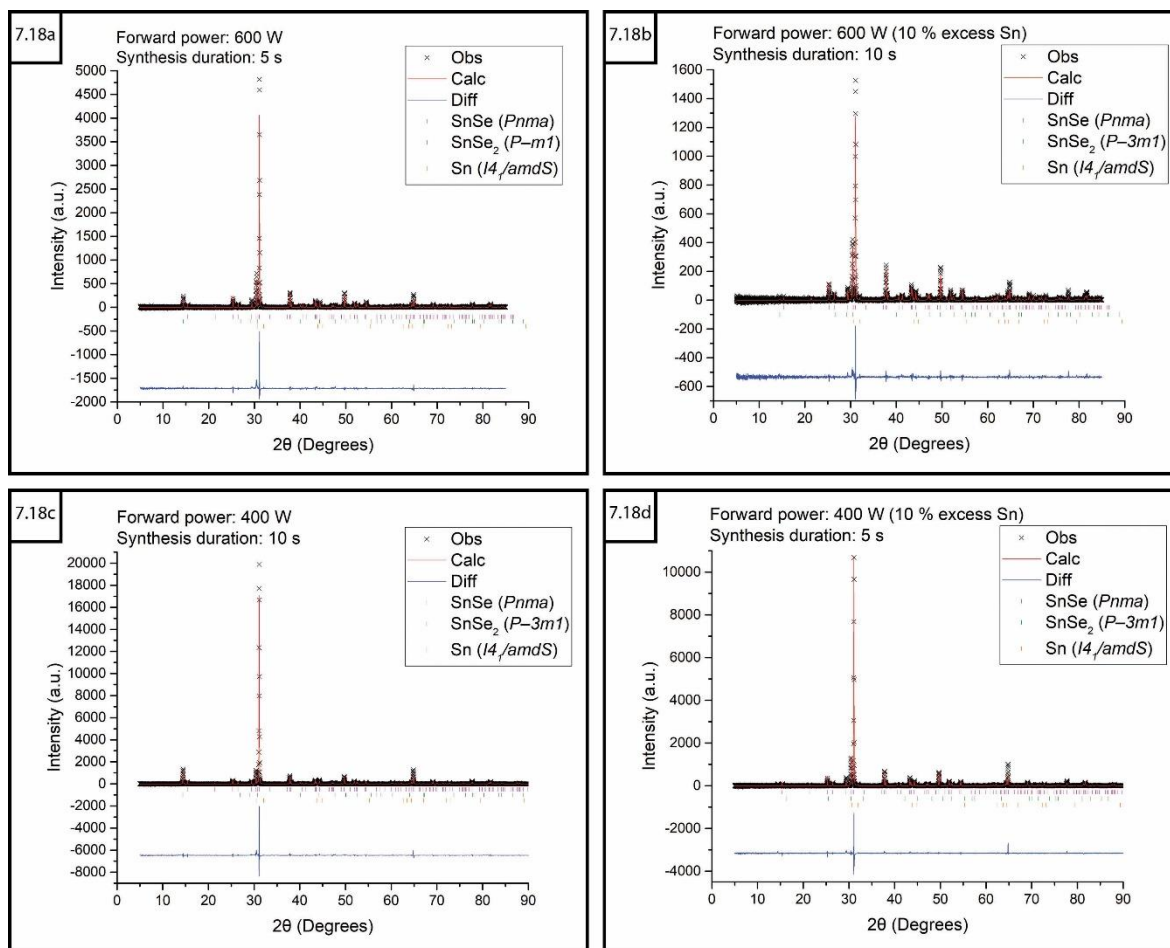 7.18a
Forward power: 600 W
Synthesis duration: 5 s
Obs
Calc
Diff
SnSe (Pnma)
SnSe2 (P–m1)
Sn (I41/amdS)
5000
4500
4000
3500
3000
2500
2000
1500
1000
500
0
-500
-1000
-1500
-2000
Intensity (a.u.)
0 10 20 30 40 50 60 70 80 90
2θ (Degrees)
7.18b
Forward power: 600 W (10 % excess Sn)
Synthesis duration: 10 s
Obs
Calc
Diff
SnSe (Pnma)
SnSe2 (P–3m1)
Sn (I41/amdS)
1600
1400
1200
1000
800
600
400
200
0
-200
-400
-600
Intensity (a.u.)
0 10 20 30 40 50 60 70 80 90
2θ (Degrees)
7.18c
Forward power: 400 W
Synthesis duration: 10 s
Obs
Calc
Diff
SnSe (Pnma)
SnSe2 (P–3m1)
Sn (I41/amdS)
20000
18000
16000
14000
12000
10000
8000
6000
4000
2000
0
-2000
-4000
-6000
-8000
Intensity (a.u.)
0 10 20 30 40 50 60 70 80 90
2θ (Degrees)
7.18d
Forward power: 400 W (10 % excess Sn)
Synthesis duration: 5 s
Obs
Calc
Diff
SnSe (Pnma)
SnSe2 (P–3m1)
Sn (I41/amdS)
10000
8000
6000
4000
2000
0
-2000
-4000
Intensity (a.u.)
0 10 20 30 40 50 60 70 80 90
2θ (Degrees)